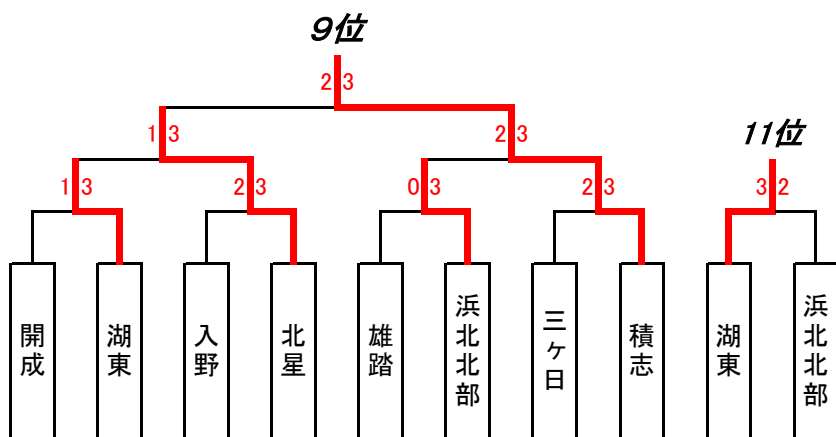 9位
2 3
1 3
2 3
11位
1 3
2 3
0 3
2 3
3 2
開成
湖東
入野
北星
雄踏
浜北北部
三ヶ日
積志
湖東
浜北北部